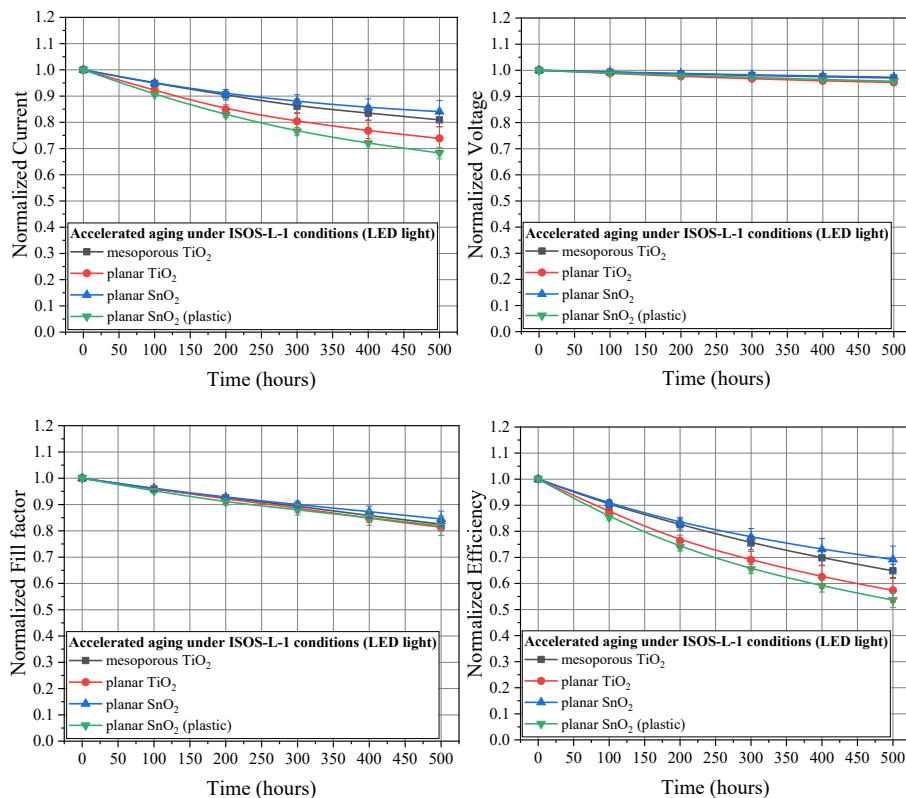 1.2
1.1
1.0
0.9
0.8
0.7
0.6
0.5
0.4
0.3
0.2
0.1
0.0
Normalized Current
Accelerated aging under ISOS-L-1 conditions (LED light)
mesoporous TiO₂
planar TiO₂
planar SnO₂
planar SnO₂ (plastic)
0 50 100 150 200 250 300 350 400 450 500
Time (hours)
1.2
1.1
1.0
0.9
0.8
0.7
0.6
0.5
0.4
0.3
0.2
0.1
0.0
Normalized Voltage
Accelerated aging under ISOS-L-1 conditions (LED light)
mesoporous TiO₂
planar TiO₂
planar SnO₂
planar SnO₂ (plastic)
0 50 100 150 200 250 300 350 400 450 500
Time (hours)
1.2
1.1
1.0
0.9
0.8
0.7
0.6
0.5
0.4
0.3
0.2
0.1
0.0
Normalized Fill factor
Accelerated aging under ISOS-L-1 conditions (LED light)
mesoporous TiO₂
planar TiO₂
planar SnO₂
planar SnO₂ (plastic)
0 50 100 150 200 250 300 350 400 450 500
Time (hours)
1.2
1.1
1.0
0.9
0.8
0.7
0.6
0.5
0.4
0.3
0.2
0.1
0.0
Normalized Efficiency
Accelerated aging under ISOS-L-1 conditions (LED light)
mesoporous TiO₂
planar TiO₂
planar SnO₂
planar SnO₂ (plastic)
0 50 100 150 200 250 300 350 400 450 500
Time (hours)